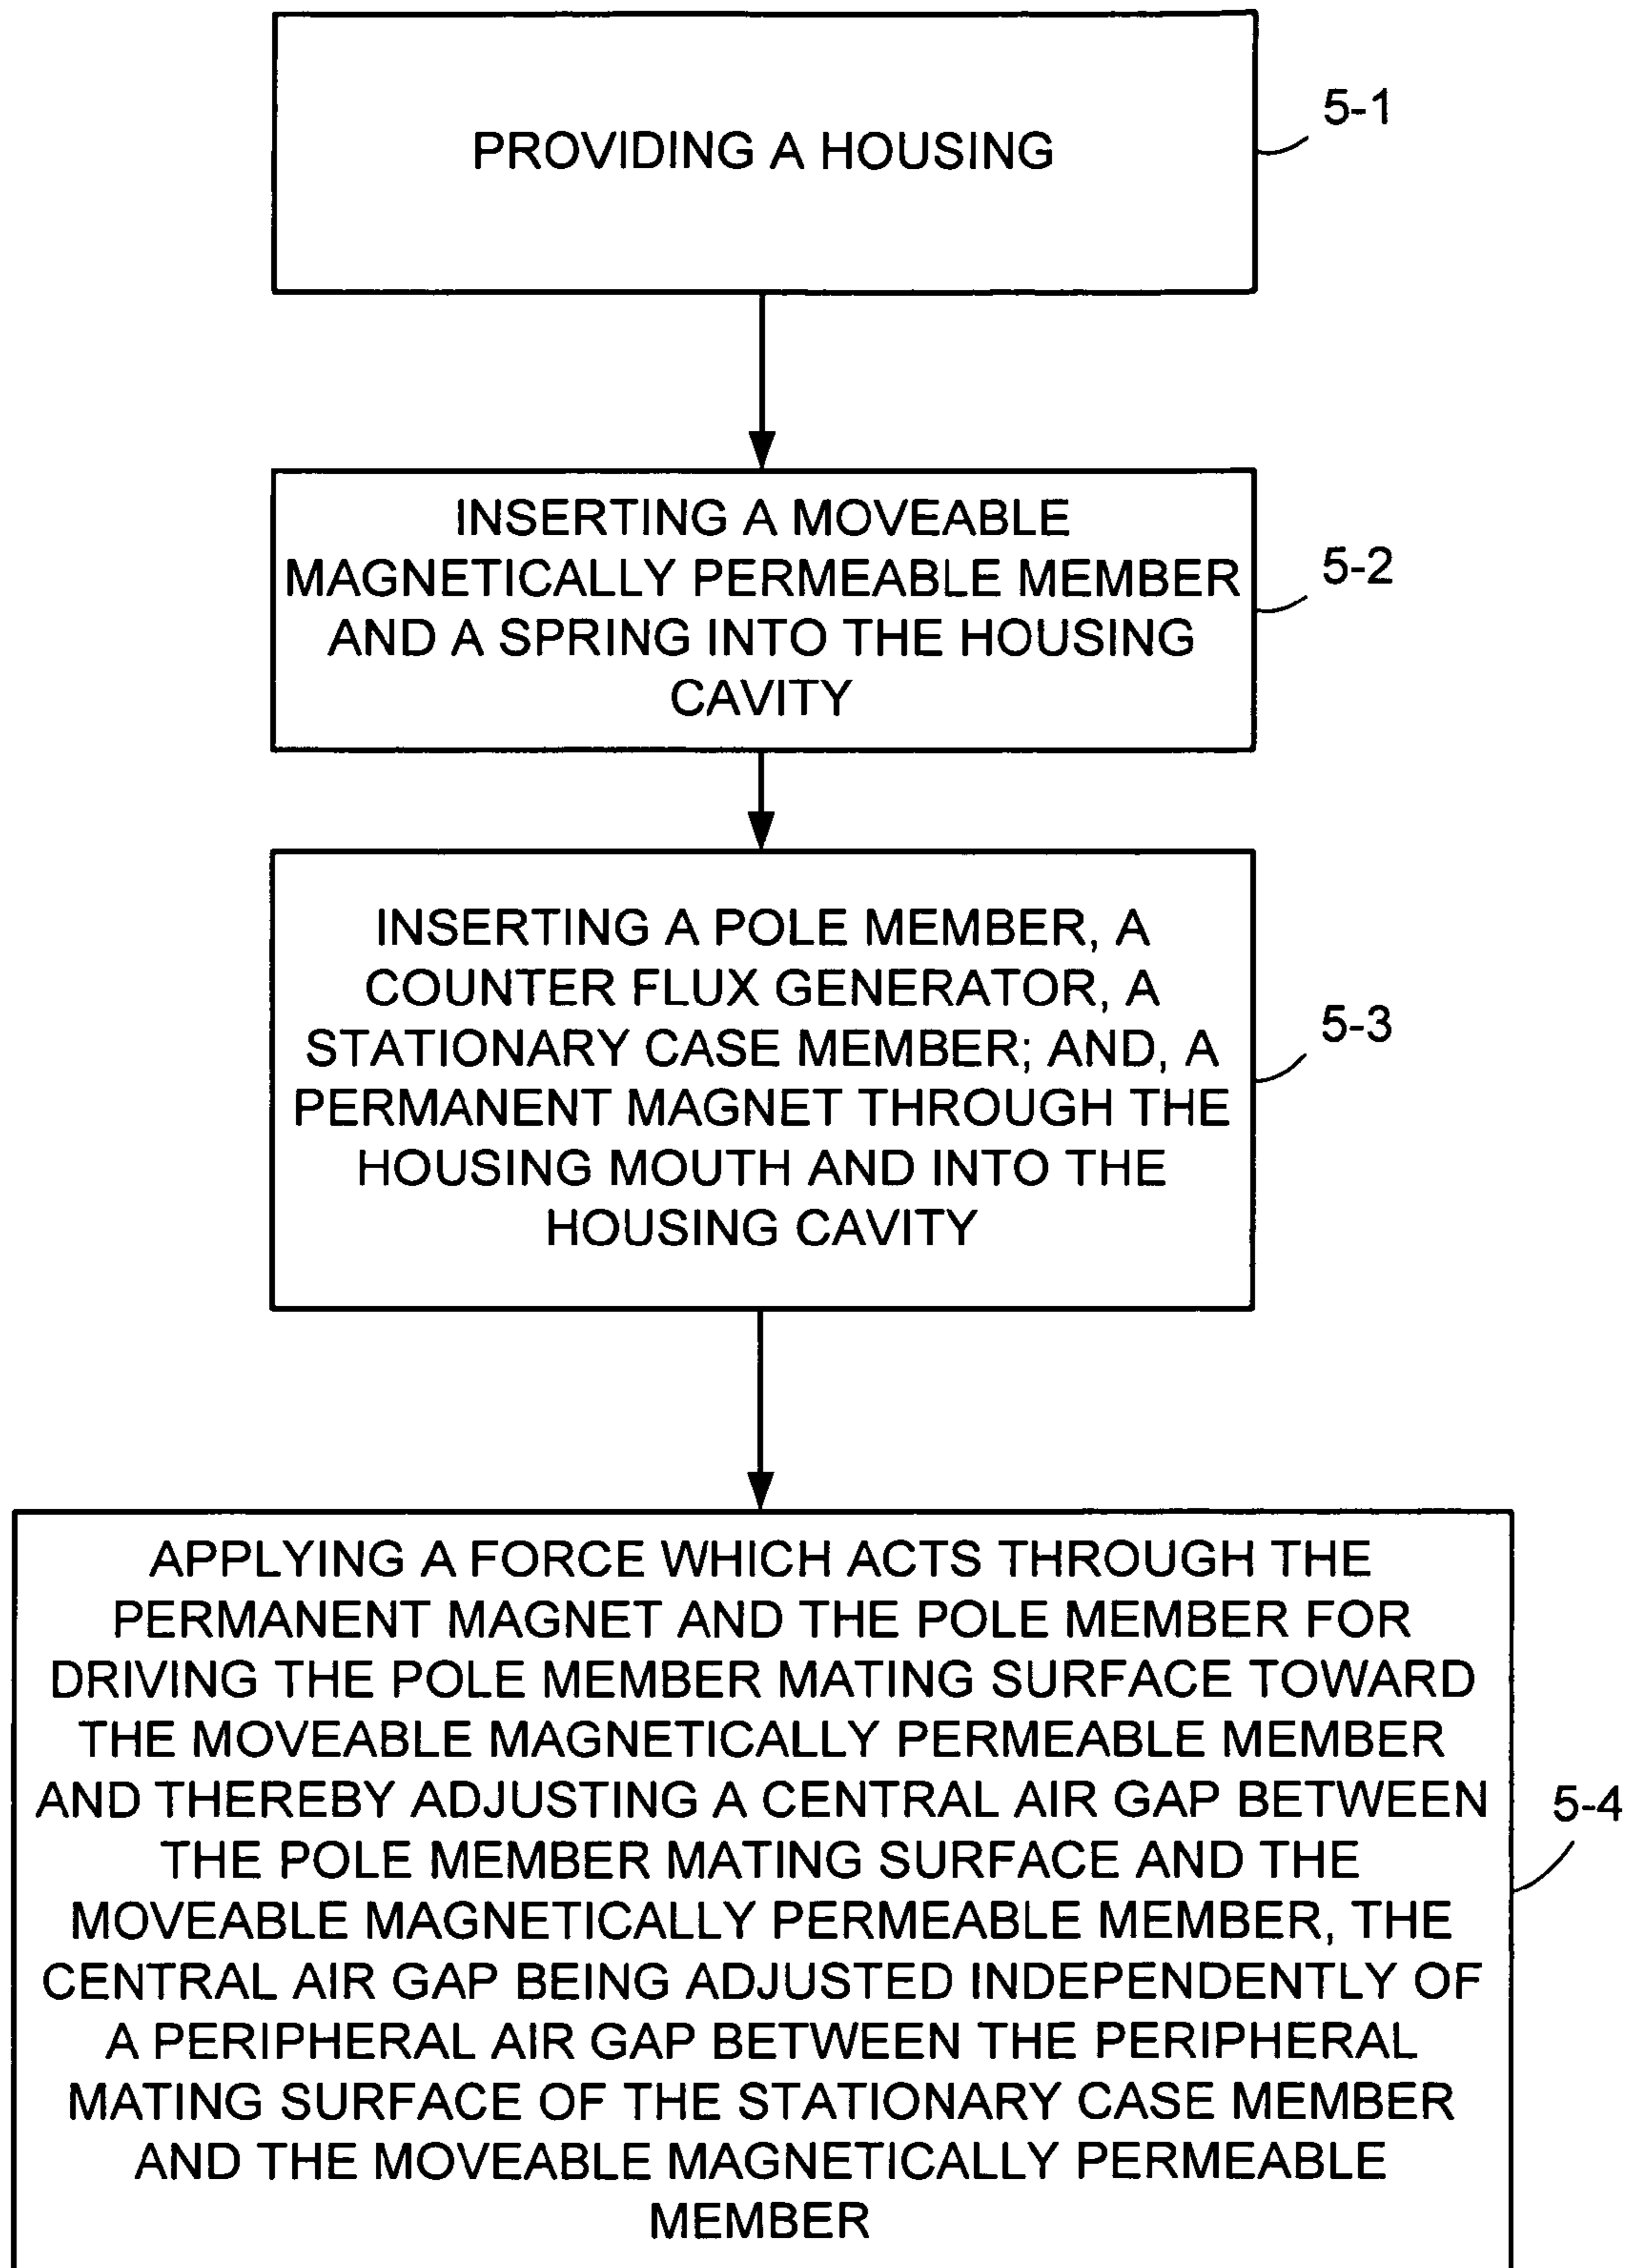 PROVIDING A HOUSING
5-1
INSERTING A MOVEABLE
MAGNETICALLY PERMEABLE MEMBER
AND A SPRING INTO THE HOUSING
CAVITY
5-2
INSERTING A POLE MEMBER, A
COUNTER FLUX GENERATOR, A
STATIONARY CASE MEMBER; AND, A
PERMANENT MAGNET THROUGH THE
HOUSING MOUTH AND INTO THE
HOUSING CAVITY
5-3
APPLYING A FORCE WHICH ACTS THROUGH THE
PERMANENT MAGNET AND THE POLE MEMBER FOR
DRIVING THE POLE MEMBER MATING SURFACE TOWARD
THE MOVEABLE MAGNETICALLY PERMEABLE MEMBER
AND THEREBY ADJUSTING A CENTRAL AIR GAP BETWEEN
THE POLE MEMBER MATING SURFACE AND THE
MOVEABLE MAGNETICALLY PERMEABLE MEMBER, THE
CENTRAL AIR GAP BEING ADJUSTED INDEPENDENTLY OF
A PERIPHERAL AIR GAP BETWEEN THE PERIPHERAL
MATING SURFACE OF THE STATIONARY CASE MEMBER
AND THE MOVEABLE MAGNETICALLY PERMEABLE
MEMBER
5-4